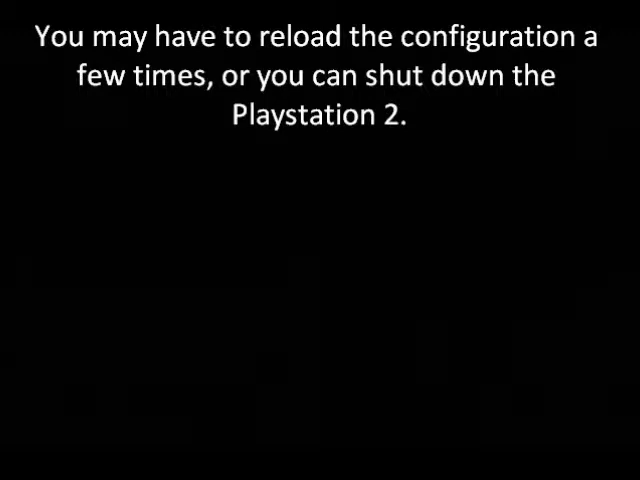 You may have to reload the configuration a
few times, or you can shut down the
Playstation 2.